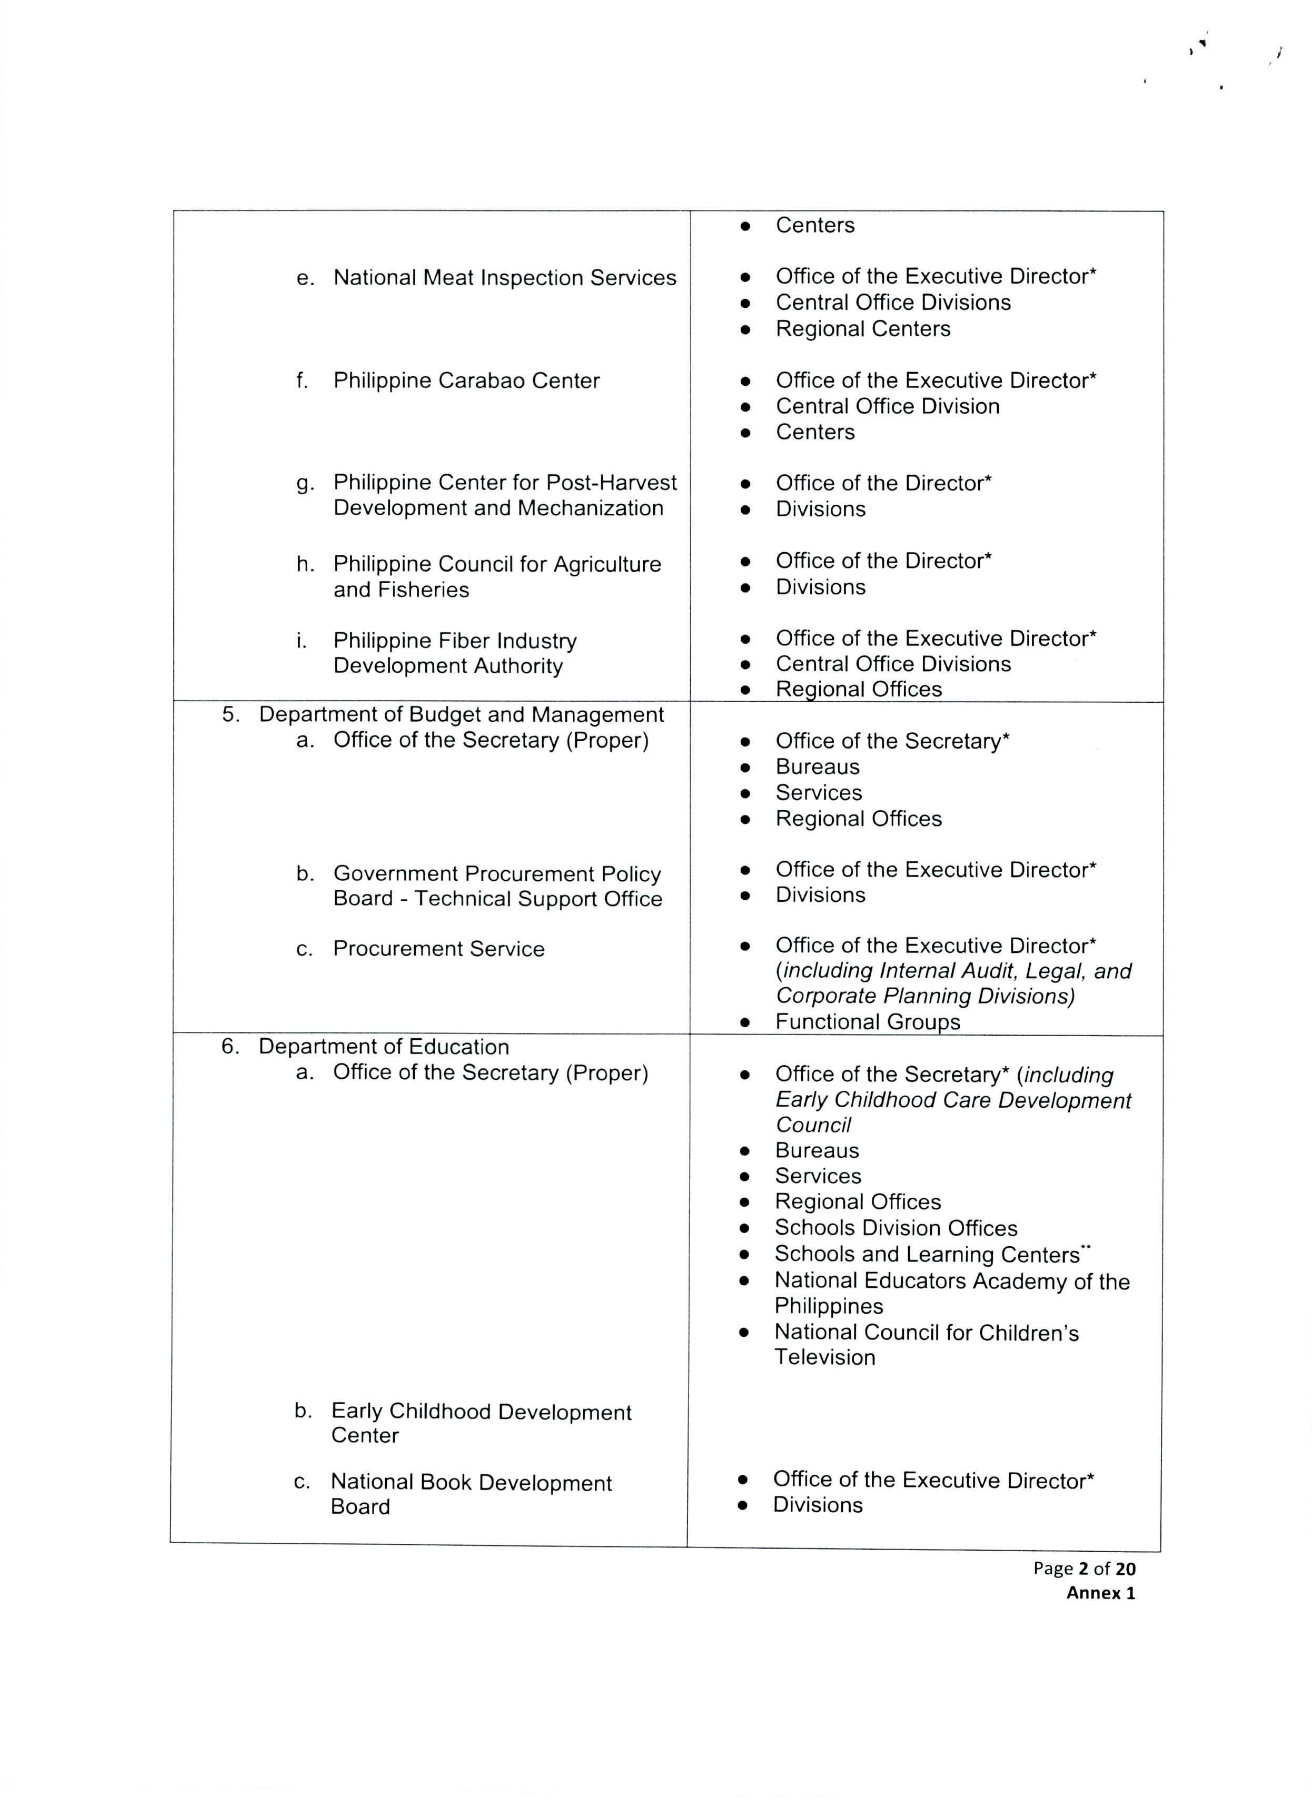 • Centers
e. National Meat Inspection Services
• Office of the Executive Director*
• Central Office Divisions
• Regional Centers
f. Philippine Carabao Center
• Office of the Executive Director*
• Central Office Division
• Centers
g. Philippine Center for Post-Harvest
Development and Mechanization
• Office of the Director*
• Divisions
h. Philippine Council for Agriculture
and Fisheries
• Office of the Director*
• Divisions
i. Philippine Fiber Industry
Development Authority
• Office of the Executive Director*
• Central Office Divisions
• Regional Offices
5. Department of Budget and Management
a. Office of the Secretary (Proper)
• Office of the Secretary*
• Bureaus
• Services
• Regional Offices
b. Government Procurement Policy
Board - Technical Support Office
• Office of the Executive Director*
• Divisions
c. Procurement Service
• Office of the Executive Director*
(including Internal Audit, Legal, and
Corporate Planning Divisions)
• Functional Groups
6. Department of Education
a. Office of the Secretary (Proper)
• Office of the Secretary* (including
Early Childhood Care Development
Council
• Bureaus
• Services
• Regional Offices
• Schools Division Offices
• Schools and Learning Centers**
• National Educators Academy of the
Philippines
• National Council for Children's
Television
b. Early Childhood Development
Center
c. National Book Development
Board
• Office of the Executive Director*
• Divisions
Page 2 of 20
Annex 1